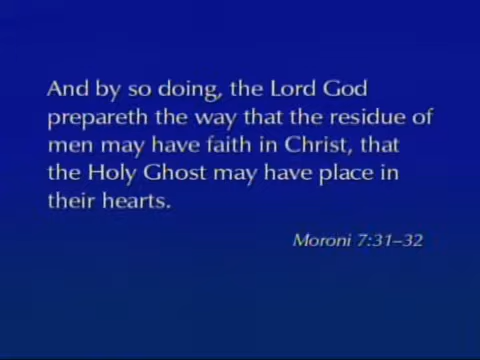 And by so doing, the Lord God
prepareth the way that the residue of
men may have faith in Christ, that
the Holy Ghost may have place in
their hearts.
Moroni 7:31–32